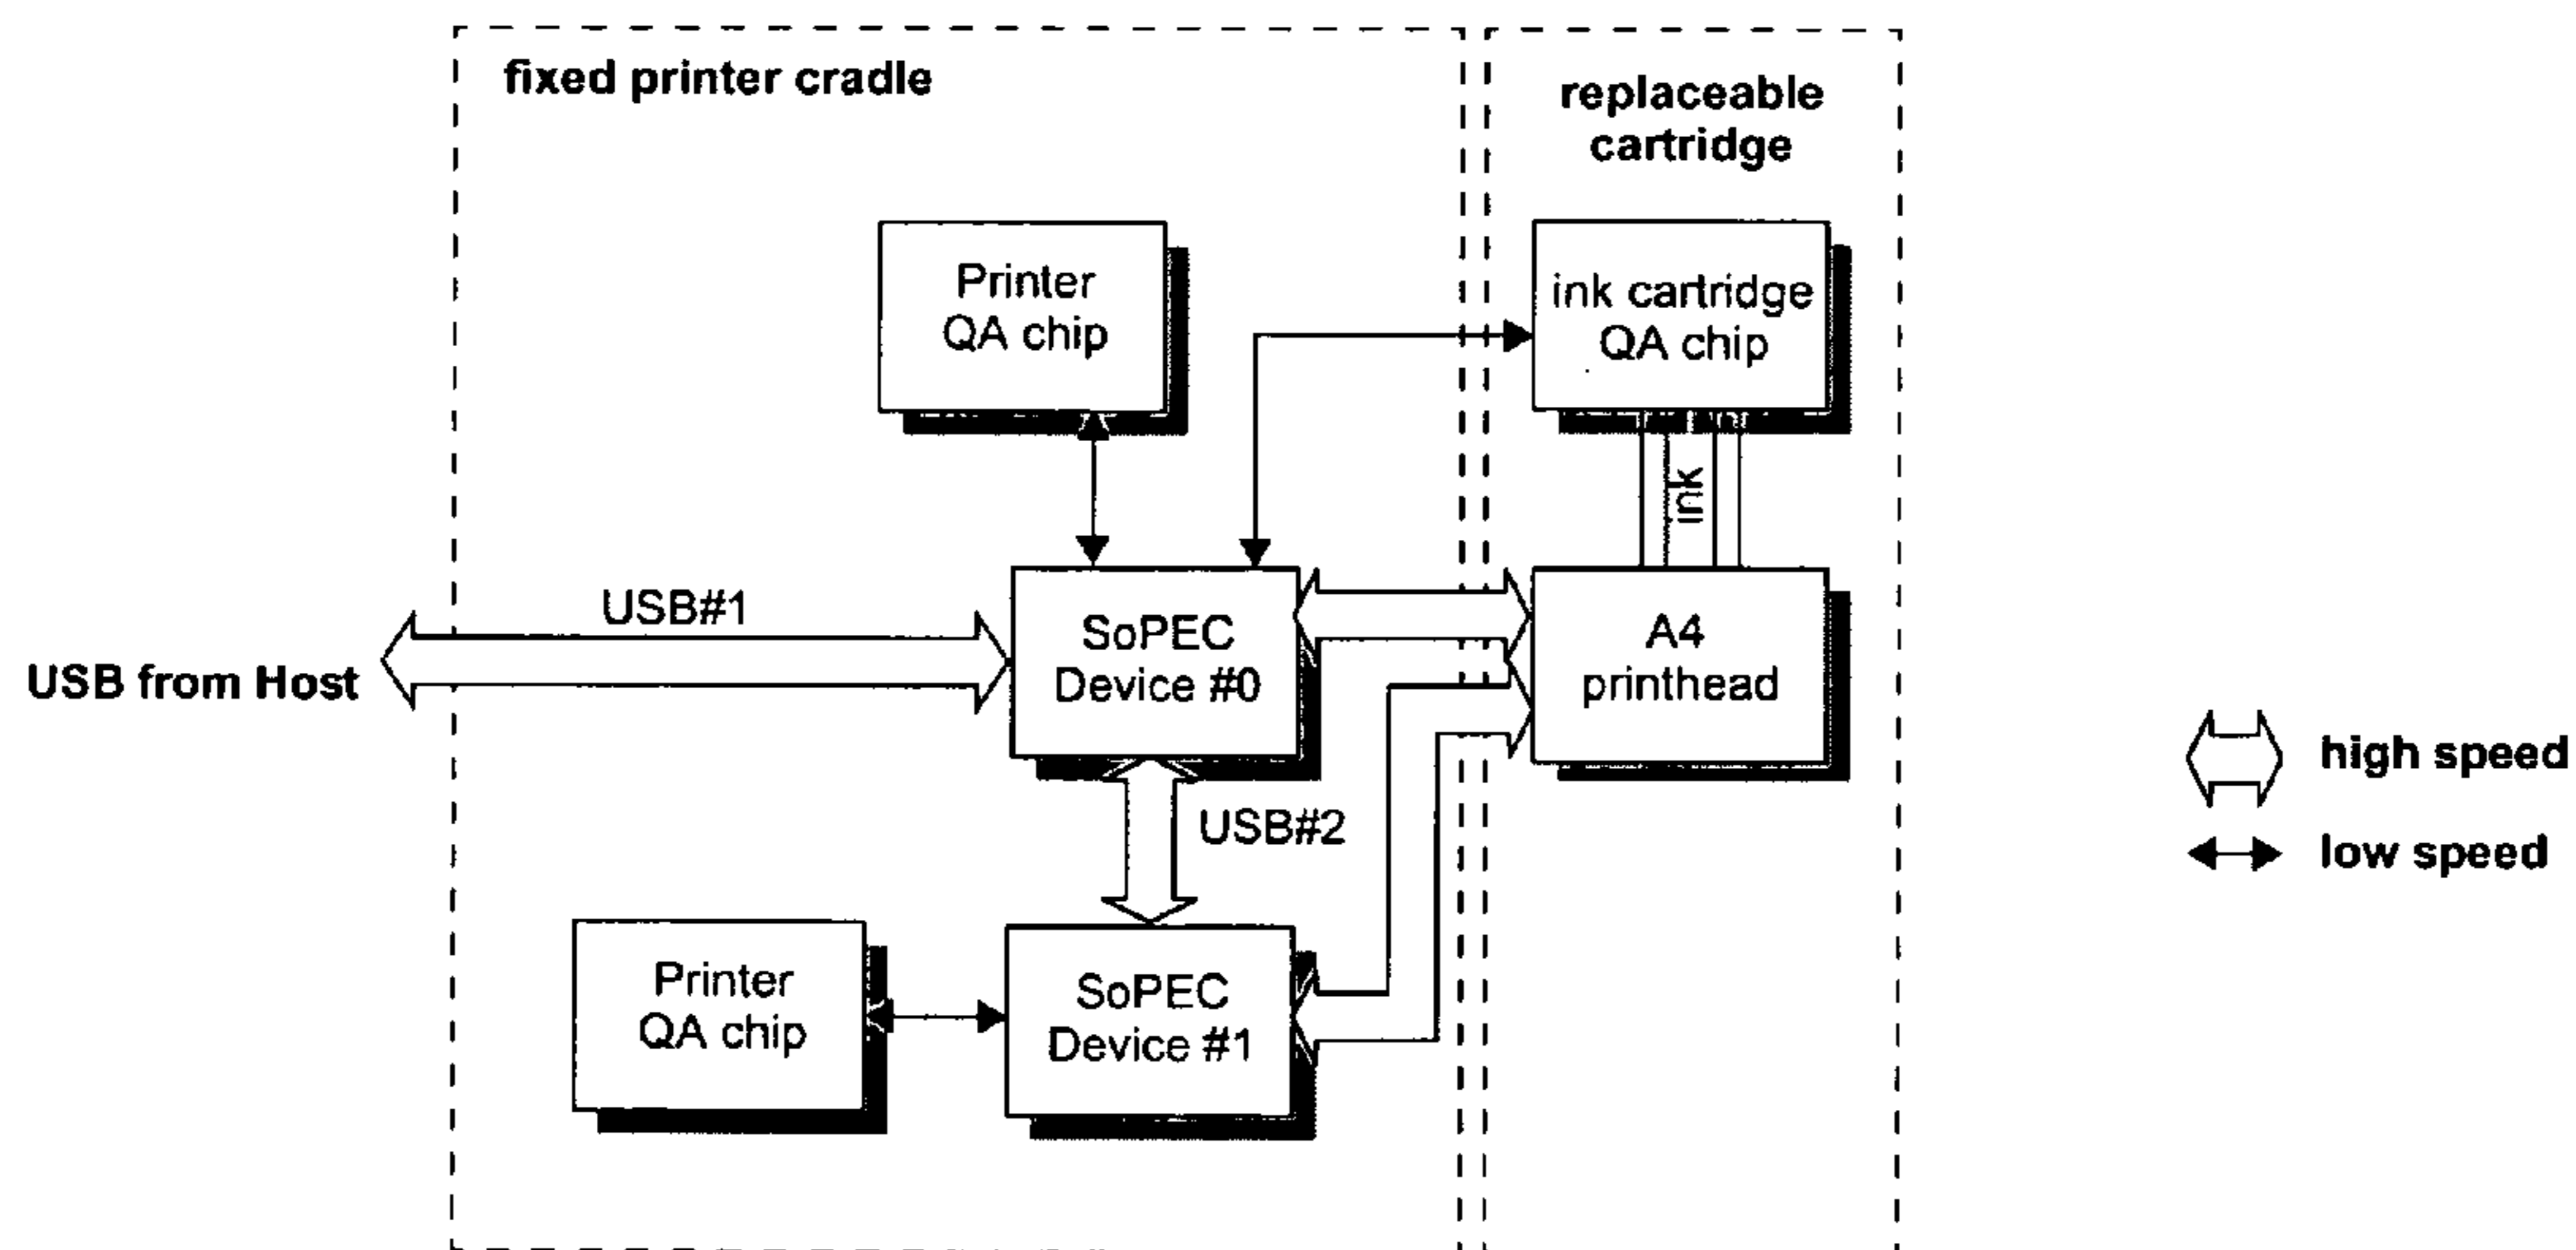 fixed printer cradle
replaceable
cartridge
Printer
QA chip
ink cartridge
QA chip
ink
USB#1
USB from Host
SoPEC
Device #0
A4
printhead
high speed
low speed
USB#2
Printer
QA chip
SoPEC
Device #1